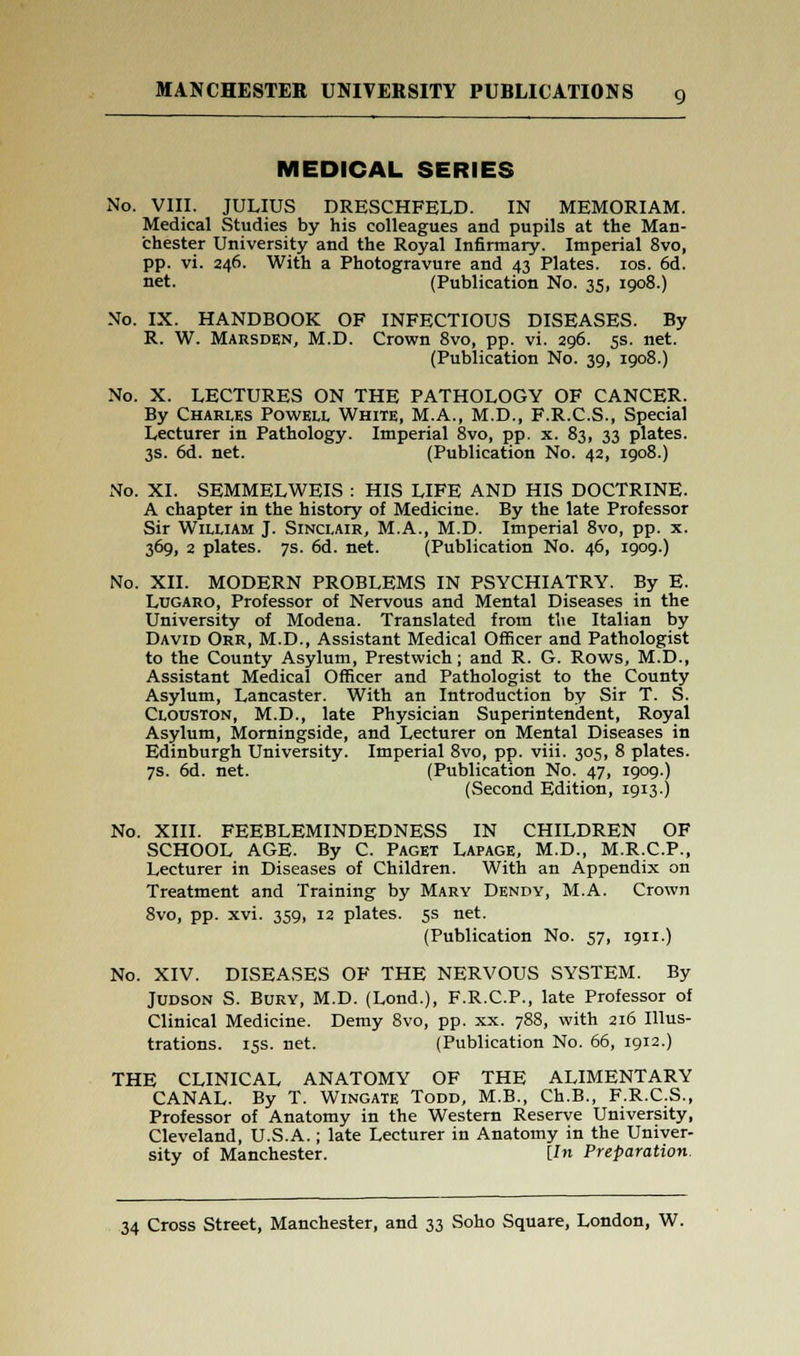 MANCHESTER UNIVERSITY PUBLICATIONS 9
MEDICAL SERIES
No. VIII. JULIUS DRESCHFELD. IN MEMORIAM.
Medical Studies by his colleagues and pupils at the Man-
chester University and the Royal Infirmary. Imperial 8vo,
pp. vi. 246. With a Photogravure and 43 Plates. 10s. 6d.
net. (Publication No. 35, 1908.)
No. IX. HANDBOOK OF INFECTIOUS DISEASES. By
R. W. MARSDEN, M.D. Crown 8vo, pp. vi. 296. 5s. net.
(Publication No. 39, 1908.)
No. X. LECTURES ON THE PATHOLOGY OF CANCER.
By CHARLES POWELL WHITE, M.A., M.D., F.R.C.S., Special
Lecturer in Pathology. Imperial 8vo, pp. x. 83, 33 plates.
3s. 6d. net. (Publication No. 42, 1908.)
No. XI. SEMMELWEIS : HIS LIFE AND HIS DOCTRINE.
A chapter in the history of Medicine. By the late Professor
Sir WILLIAM J. SINCLAIR, M.A., M.D. Imperial 8vo, pp. x.
369, 2 plates. 7s. 6d. net. (Publication No. 46, 1909.)
No. XII. MODERN PROBLEMS IN PSYCHIATRY. By E.
LUGARO, Professor of Nervous and Mental Diseases in the
University of Modena. Translated from the Italian by
DAVID ORR, M.D., Assistant Medical Officer and Pathologist
to the County Asylum, Prestwich; and R. G. ROWS, M.D.,
Assistant Medical Officer and Pathologist to the County
Asylum, Lancaster. With an Introduction by Sir T. S.
CLOUSTON, M.D., late Physician Superintendent, Royal
Asylum, Morningside, and Lecturer on Mental Diseases in
Edinburgh University. Imperial 8vo, pp. viii. 305, 8 plates.
7s. 6d. net. (Publication No. 47, 1909.)
(Second Edition, 1913.)
No. XIII. FEEBLEMINDEDNESS IN CHILDREN OF
SCHOOL AGE. By C. PAGET LAPAGE, M.D., M.R.C.P.,
Lecturer in Diseases of Children. With an Appendix on
Treatment and Training by MARY DENDY, M.A. Crown
8vo, pp. xvi. 359, 12 plates. 5s net.
(Publication No. 57, 1911.)
No. XIV. DISEASES OF THE NERVOUS SYSTEM. By
JUDSON S. BURY, M.D. (Lond.), F.R.C.P., late Professor of
Clinical Medicine. Demy 8vo, pp. xx. 788, with 216 Illus-
trations. 15s. net. (Publication No. 66, 1912.)
THE CLINICAL ANATOMY OF THE ALIMENTARY
CANAL. By T. WINGATE TODD, M.B., Ch.B., F.R.C.S.,
Professor of Anatomy in the Western Reserve University,
Cleveland, U.S.A.; late Lecturer in Anatomy in the Univer-
sity of Manchester. [In Preparation.
34 Cross Street, Manchester, and 33 Soho Square, London, W.